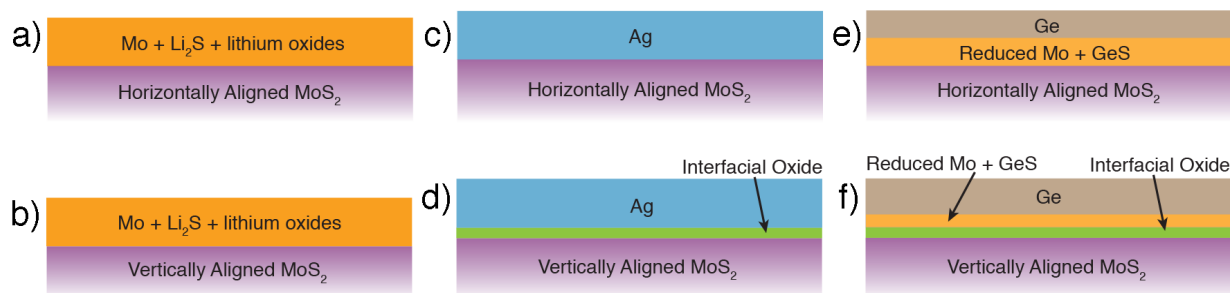 a)
Mo + Li₂S + lithium oxides
Horizontally Aligned MoS₂
b)
Mo + Li₂S + lithium oxides
Vertically Aligned MoS₂
c)
Ag
Horizontally Aligned MoS₂
d)
Interfacial Oxide
Ag
Vertically Aligned MoS₂
e)
Ge
Reduced Mo + GeS
Horizontally Aligned MoS₂
f)
Reduced Mo + GeS
Interfacial Oxide
Ge
Vertically Aligned MoS₂